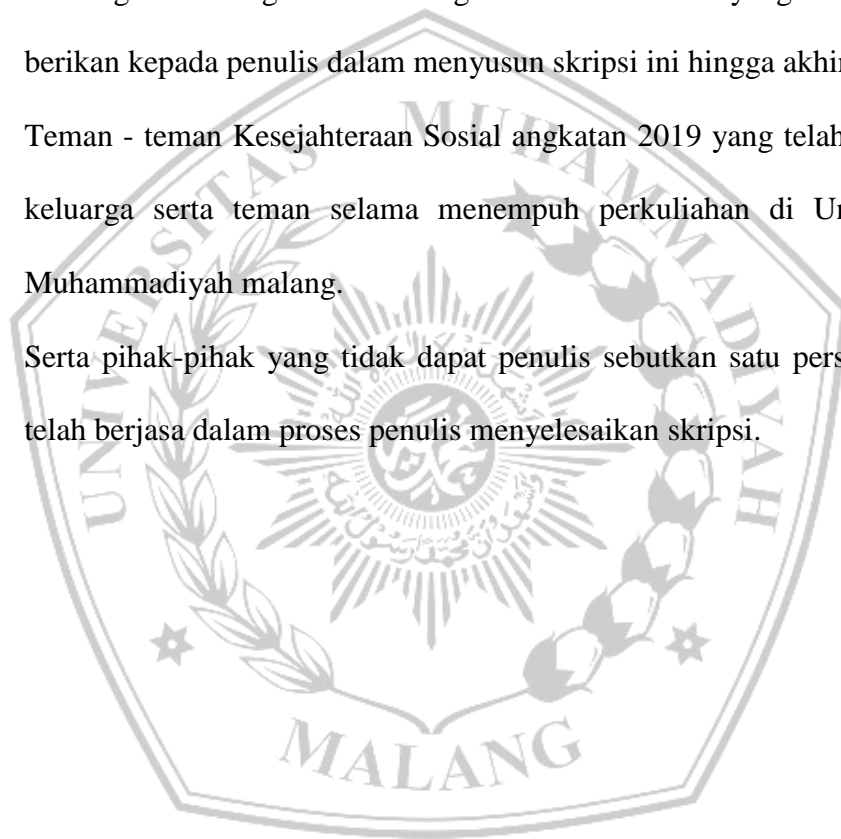 berikan kepada penulis dalam menyusun skripsi ini hingga akhir
Teman - teman Kesejahteraan Sosial angkatan 2019 yang telah
keluarga serta teman selama menempuh perkuliahan di
Muhammadiyah malang.
Serta pihak-pihak yang tidak dapat penulis sebutkan satu
telah berjasa dalam proses penulis menyelesaikan skripsi.
UNIVERSITAS MUHAMMADIYAH
MALANG